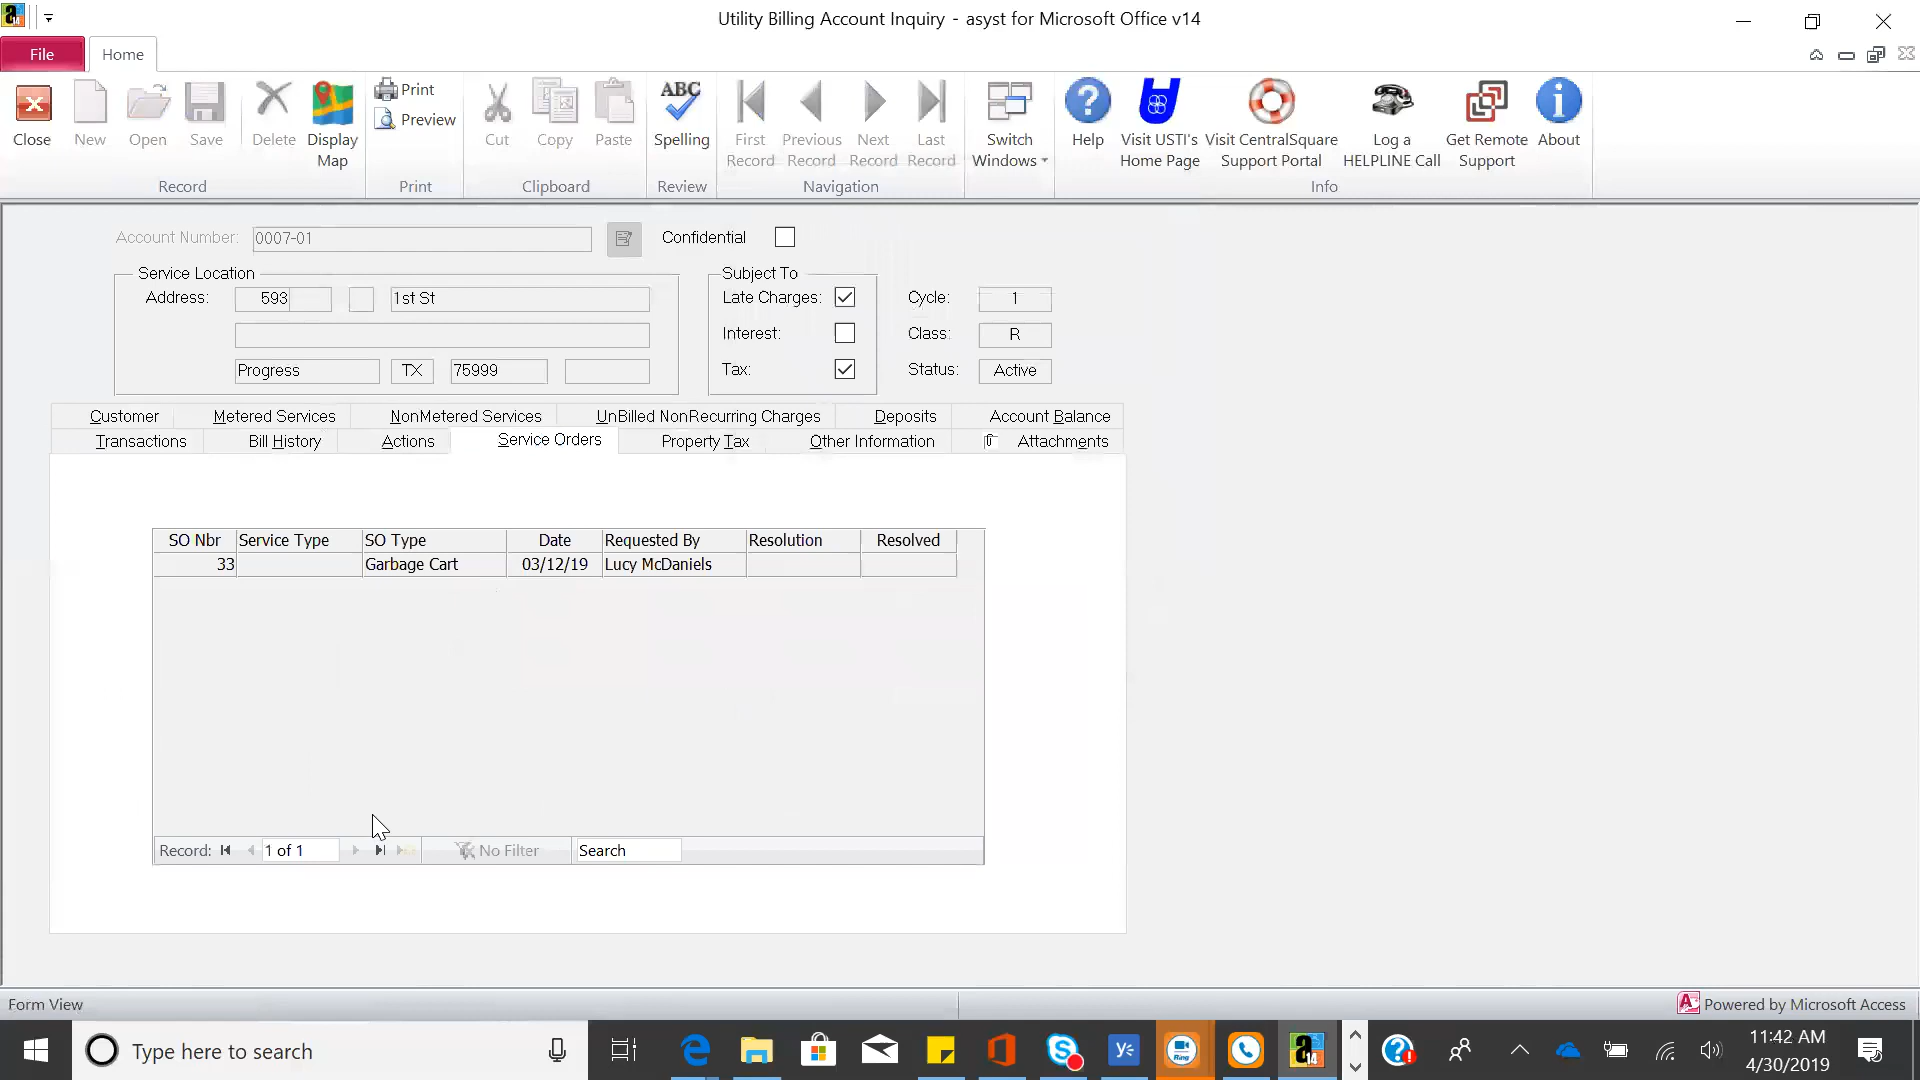 Utility Billing Account Inquiry - asyst for Microsoft Office v14
File Home
Close New Open Save Delete Display Map Print Preview Cut Copy Paste ABC Spelling First Record Previous Record Next Record Last Record Switch Windows Help Visit USTI's Home Page Visit CentralSquare Support Portal Log a HELPLINE Call Get Remote Support About
Record Print Clipboard Review Navigation Info
Account Number: 0007-01 Confidential
Service Location Subject To
Address: 593 1st St Late Charges: Cycle: 1
Interest: Class: R
Progress TX 75999 Tax: Status: Active
Customer Metered Services NonMetered Services UnBilled NonRecurring Charges Deposits Account Balance
Transactions Bill History Actions Service Orders Property Tax Other Information Attachments
SO Nbr Service Type SO Type Date Requested By Resolution Resolved
33 Garbage Cart 03/12/19 Lucy McDaniels
Record: 1 of 1 No Filter Search
Form View Powered by Microsoft Access
Type here to search 11:42 AM
4/30/2019